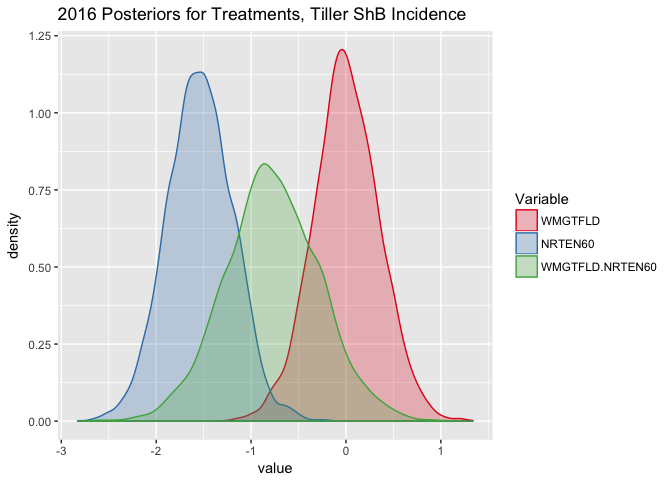 2016 Posteriors for Treatments, Tiller ShB Incidence
1.25
1.00
0.75
0.50
0.25
0.00
density
-3
-2
-1
0
1
value
Variable
WMGTFLD
NRTEN60
WMGTFLD.NRTEN60